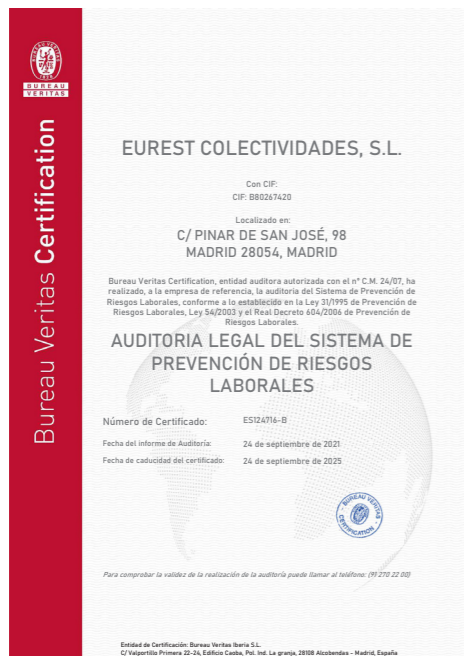 BUREAU
VERITAS
Bureau Veritas Certification
EUREST COLECTIVIDADES, S.L.
Con CIF:
CIF: B80267420
Localizado en:
C/ PINAR DE SAN JOSÉ, 98
MADRID 28054, MADRID
Bureau Veritas Certification, entidad auditora autorizada con el nº C.M. 24/07, ha
realizado, a la empresa de referencia, la auditoria del Sistema de Prevención de
Riesgos Laborales, conforme a lo establecido en la Ley 31/1995 de Prevención de
Riesgos Laborales, Ley 54/2003 y el Real Decreto 604/2006 de Prevención de
Riesgos Laborales.
AUDITORIA LEGAL DEL SISTEMA DE
PREVENCIÓN DE RIESGOS
LABORALES
Número de Certificado: ES124716-B
Fecha del informe de Auditoría: 24 de septiembre de 2021
Fecha de caducidad del certificado: 24 de septiembre de 2025
BUREAU VERITAS
CERTIFICATION
Para comprobar la validez de la realización de la auditoría puede llamar al teléfono: (91 270 22 00)
Entidad de Certificación: Bureau Veritas Iberia S.L.
C/ Valportillo Primera 22-24, Edificio Caoba, Pol. Ind. La granja, 28108 Alcobendas - Madrid, España